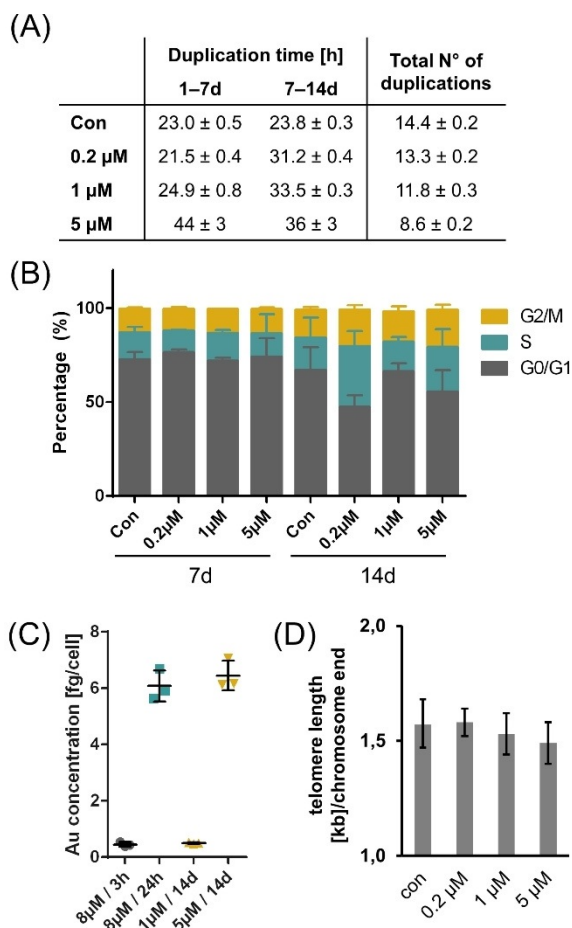 (A)
Duplication time [h]
Total N° of
duplications
1–7d 7–14d
Con 23.0 ± 0.5 23.8 ± 0.3 14.4 ± 0.2
0.2 µM 21.5 ± 0.4 31.2 ± 0.4 13.3 ± 0.2
1 µM 24.9 ± 0.8 33.5 ± 0.3 11.8 ± 0.3
5 µM 44 ± 3 36 ± 3 8.6 ± 0.2
(B)
Percentage (%)
100
50
0
G2/M
S
G0/G1
Con 0.2µM 1µM 5µM Con 0.2µM 1µM 5µM
7d 14d
(C)
Au concentration [fg/cell]
8
6
4
2
0
8µM / 3h
8µM / 24h
1µM / 14d
5µM / 14d
(D)
telomere length
[kb]/chromosome end
2,0
1,5
1,0
con 0.2 µM 1 µM 5 µM